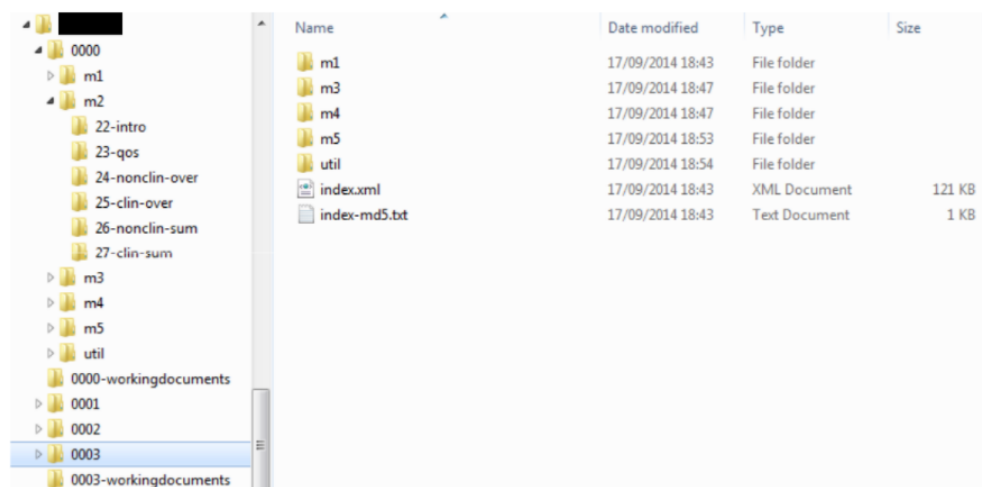 0000
m1
m2
22-intro
23-qos
24-nonclin-over
25-clin-over
26-nonclin-sum
27-clin-sum
m3
m4
m5
util
0000-workingdocuments
0001
0002
0003
0003-workingdocuments
Name Date modified Type Size
m1 17/09/2014 18:43 File folder
m3 17/09/2014 18:47 File folder
m4 17/09/2014 18:47 File folder
m5 17/09/2014 18:53 File folder
util 17/09/2014 18:54 File folder
index.xml 17/09/2014 18:43 XML Document 121 KB
index-md5.txt 17/09/2014 18:43 Text Document 1 KB